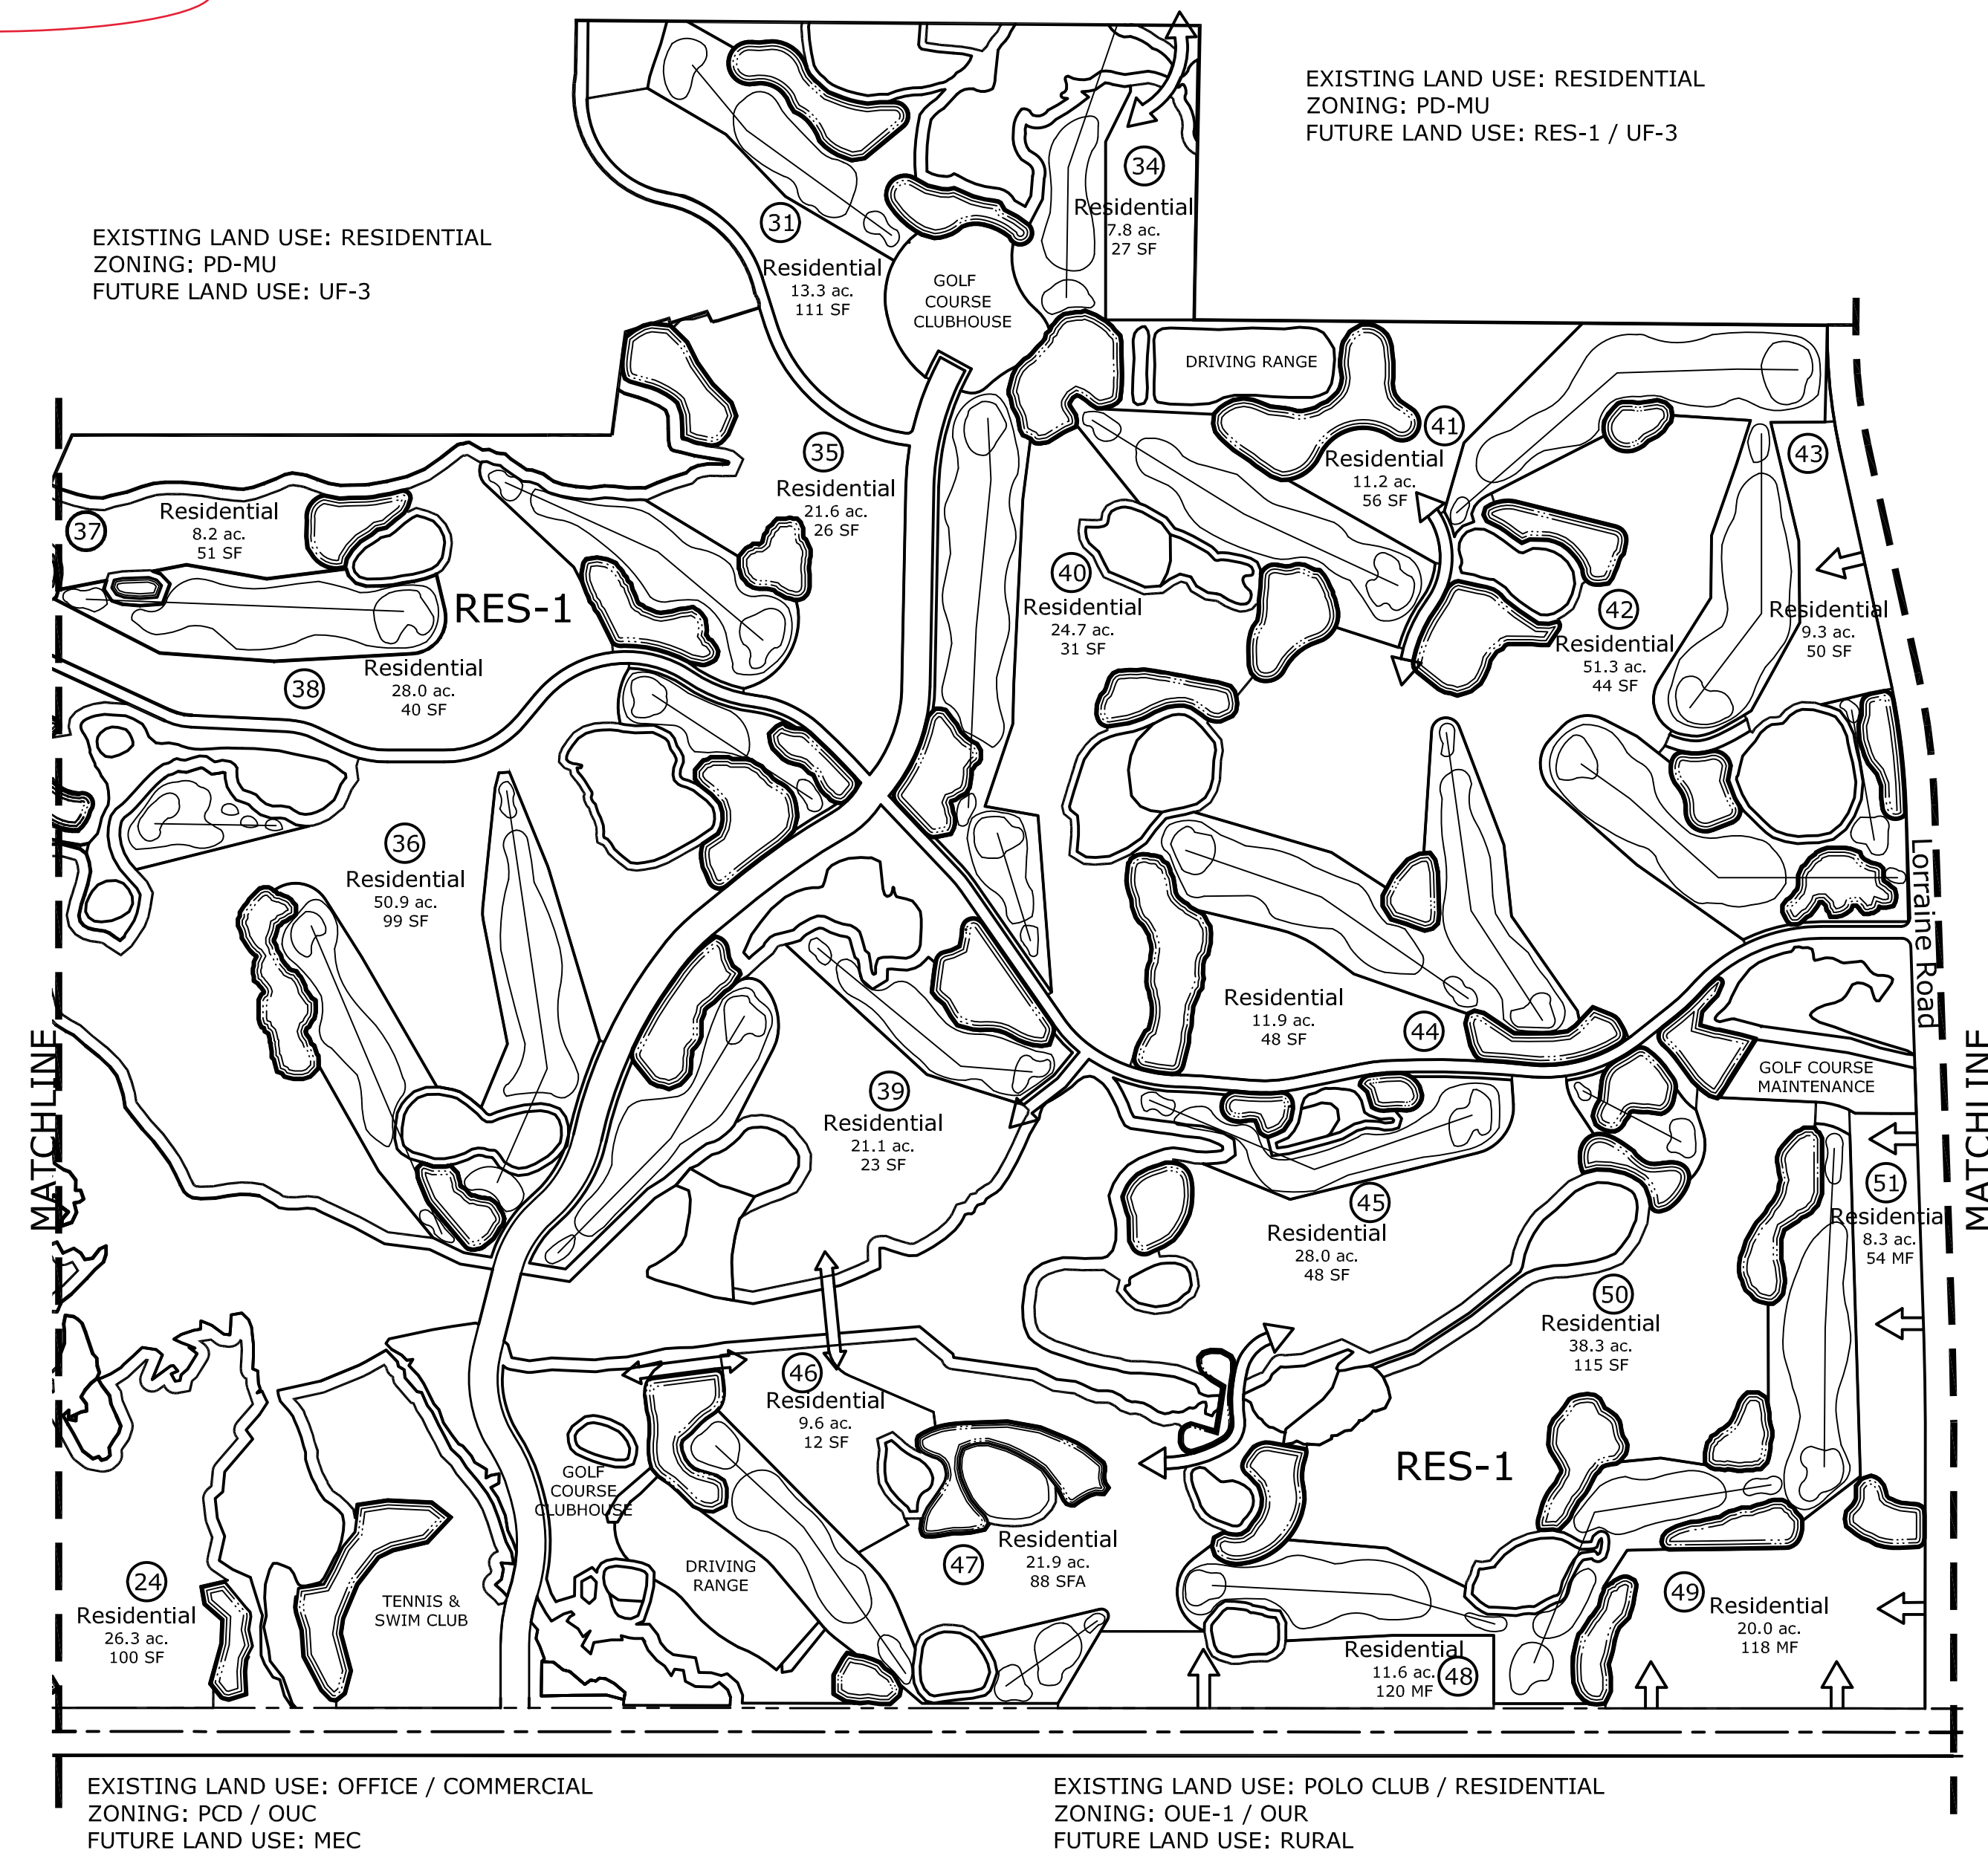 EXISTING LAND USE: RESIDENTIAL
ZONING: PD-MU
FUTURE LAND USE: RES-1 / UF-3
EXISTING LAND USE: RESIDENTIAL
ZONING: PD-MU
FUTURE LAND USE: UF-3
34
Residential
7.8 ac.
27 SF
31
Residential
13.3 ac.
111 SF
GOLF
COURSE
CLUBHOUSE
DRIVING RANGE
41
Residential
11.2 ac.
56 SF
43
Residential
9.3 ac.
50 SF
35
Residential
21.6 ac.
26 SF
37
Residential
8.2 ac.
51 SF
RES-1
40
Residential
24.7 ac.
31 SF
42
Residential
51.3 ac.
44 SF
38
Residential
28.0 ac.
40 SF
36
Residential
50.9 ac.
99 SF
Lorraine Road
Residential
11.9 ac.
48 SF
44
GOLF COURSE
MAINTENANCE
MATCHLINE
MATCHLINE
39
Residential
21.1 ac.
23 SF
45
Residential
28.0 ac.
48 SF
51
Residential
8.3 ac.
54 MF
50
Residential
38.3 ac.
115 SF
46
Residential
9.6 ac.
12 SF
RES-1
GOLF
COURSE
CLUBHOUSE
47
Residential
21.9 ac.
88 SFA
DRIVING
RANGE
24
Residential
26.3 ac.
100 SF
TENNIS &
SWIM CLUB
49
Residential
20.0 ac.
118 MF
Residential
11.6 ac.
120 MF
48
EXISTING LAND USE: OFFICE / COMMERCIAL
ZONING: PCD / OUC
FUTURE LAND USE: MEC
EXISTING LAND USE: POLO CLUB / RESIDENTIAL
ZONING: OUE-1 / OUR
FUTURE LAND USE: RURAL